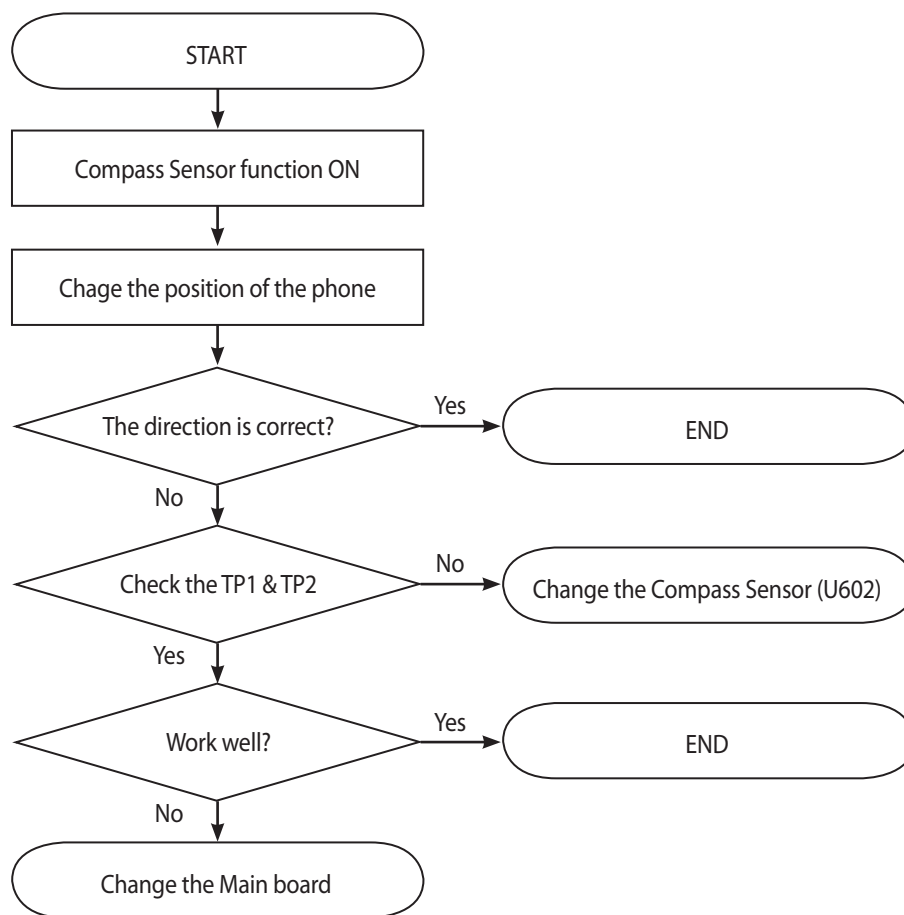 START
Compass Sensor function ON
Chage the position of the phone
The direction is correct?
Yes
END
No
Check the TP1 & TP2
No
Change the Compass Sensor (U602)
Yes
Work well?
Yes
END
No
Change the Main board